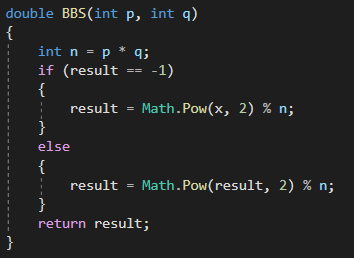 double BBS(int p, int q)
{
    int n = p * q;
    if (result == -1)
    {
        result = Math.Pow(x, 2) % n;
    }
    else
    {
        result = Math.Pow(result, 2) % n;
    }
    return result;
}